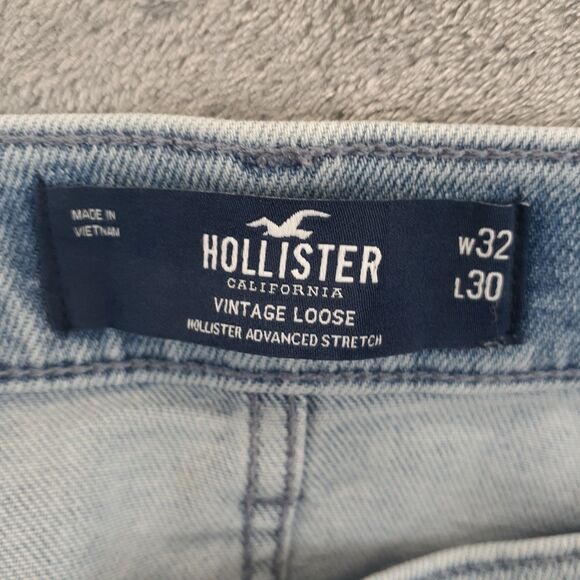 MADE IN
VIETNAM
HOLLISTER
CALIFORNIA
VINTAGE LOOSE
HOLLISTER ADVANCED STRETCH
W32
L30